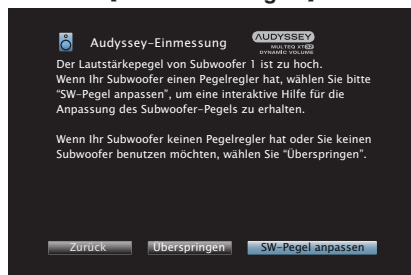 Audyssey-Einmessung
AUDYSSEY
MULTEQ XT32
DYNAMIC VOLUME
Der Lautstärkepegel von Subwoofer 1 ist zu hoch.
Wenn Ihr Subwoofer einen Pegelregler hat, wählen Sie bitte
“SW-Pegel anpassen”, um eine interaktive Hilfe für die
Anpassung des Subwoofer-Pegels zu erhalten.
Wenn Ihr Subwoofer keinen Pegelregler hat oder Sie keinen
Subwoofer benutzen möchten, wählen Sie “Überspringen”.
Zurück
Überspringen
SW-Pegel anpassen